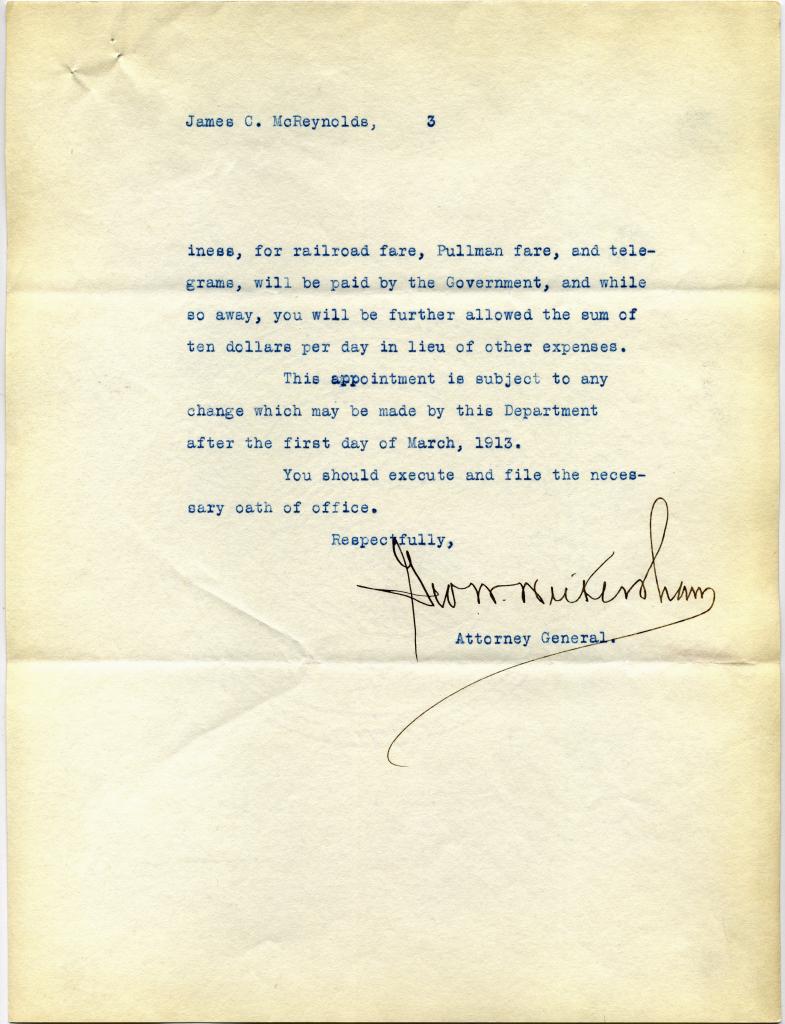 James C. McReynolds, 3
iness, for railroad fare, Pullman fare, and tele-
grams, will be paid by the Government, and while
so away, you will be further allowed the sum of
ten dollars per day in lieu of other expenses.
This appointment is subject to any
change which may be made by this Department
after the first day of March, 1913.
You should execute and file the neces-
sary oath of office.
Respectfully,
Geo W. Wickersham
Attorney General.